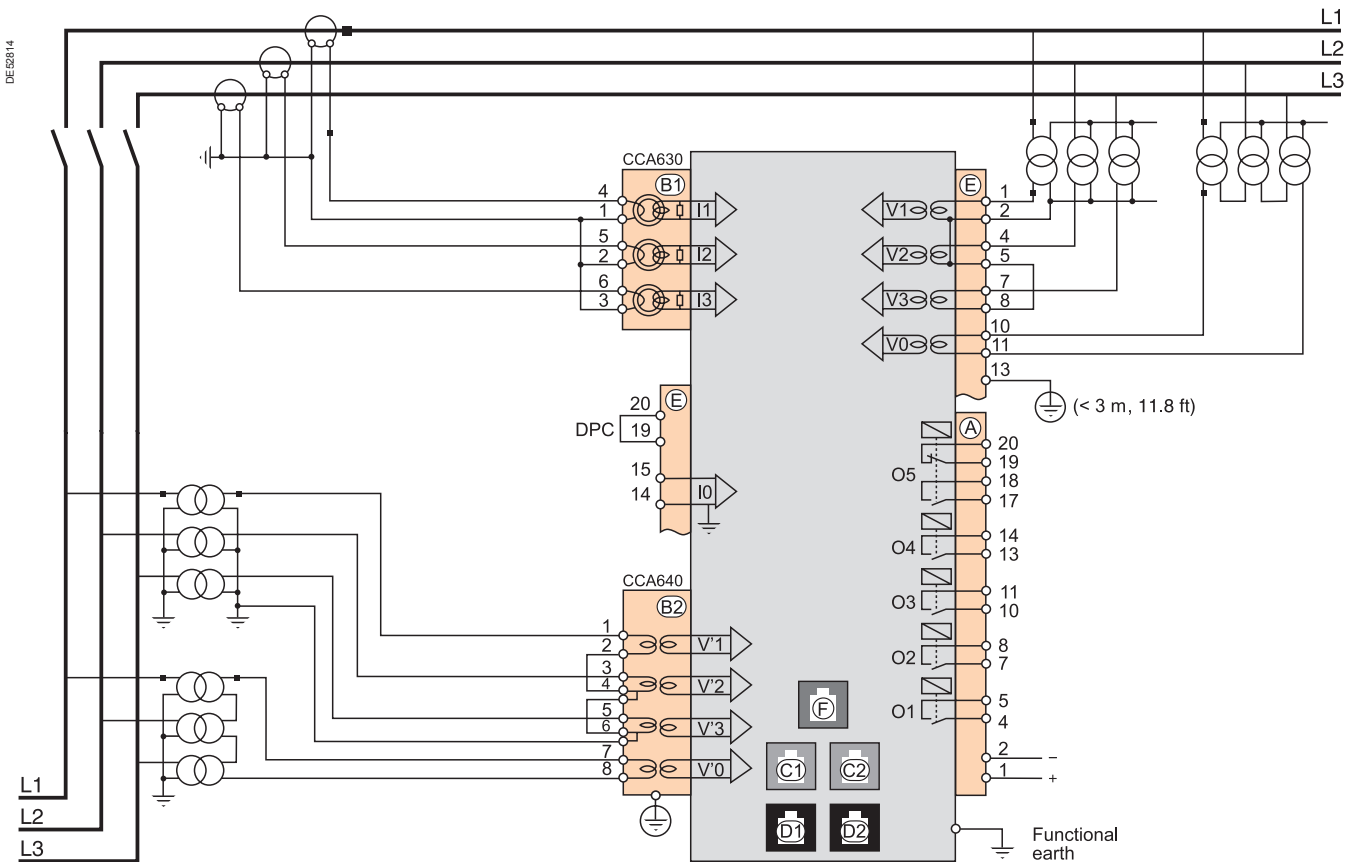 DE52814
L1
L2
L3
CCA630
B1
4
1
I1
5
2
I2
6
3
I3
E
V1
1
2
V2
4
5
V3
7
8
V0
10
11
13
(< 3 m, 11.8 ft)
E
20
DPC
19
15
14
I0
A
20
19
O5
18
17
14
O4
13
11
O3
10
8
O2
7
5
O1
4
2 –
1 +
CCA640
B2
1
2
V'1
3
4
V'2
5
6
V'3
7
8
V'0
F
C1
C2
D1
D2
L1
L2
L3
Functional
earth